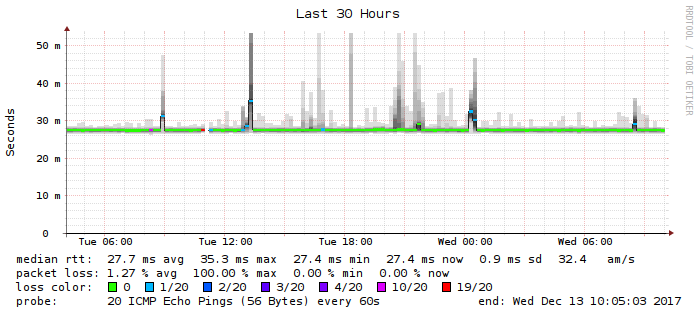 Last 30 Hours
RRDTOOL / TOBI OETIKER
Seconds
50 m
40 m
30 m
20 m
10 m
0
Tue 06:00 Tue 12:00 Tue 18:00 Wed 00:00 Wed 06:00
median rtt: 27.7 ms avg 35.3 ms max 27.4 ms min 27.4 ms now 0.9 ms sd 32.4 am/s
packet loss: 1.27 % avg 100.00 % max 0.00 % min 0.00 % now
loss color: 0 1/20 2/20 3/20 4/20 10/20 19/20
probe: 20 ICMP Echo Pings (56 Bytes) every 60s end: Wed Dec 13 10:05:03 2017